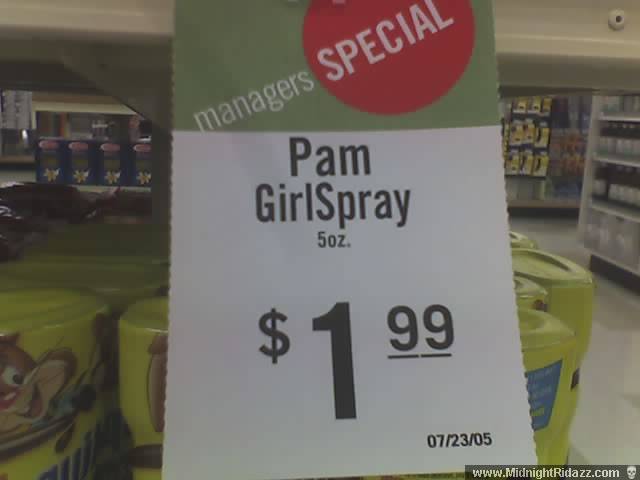 managers SPECIAL
Pam
GirlSpray
5oz.
$1 99
07/23/05
www.MidnightRidazz.com